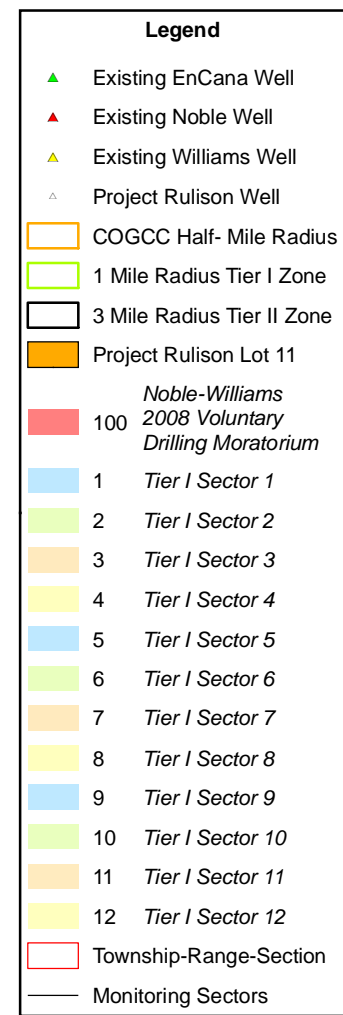 Legend
Existing EnCana Well
Existing Noble Well
Existing Williams Well
Project Rulison Well
COGCC Half- Mile Radius
1 Mile Radius Tier I Zone
3 Mile Radius Tier II Zone
Project Rulison Lot 11
Noble-Williams
100 2008 Voluntary
Drilling Moratorium
1 Tier I Sector 1
2 Tier I Sector 2
3 Tier I Sector 3
4 Tier I Sector 4
5 Tier I Sector 5
6 Tier I Sector 6
7 Tier I Sector 7
8 Tier I Sector 8
9 Tier I Sector 9
10 Tier I Sector 10
11 Tier I Sector 11
12 Tier I Sector 12
Township-Range-Section
Monitoring Sectors